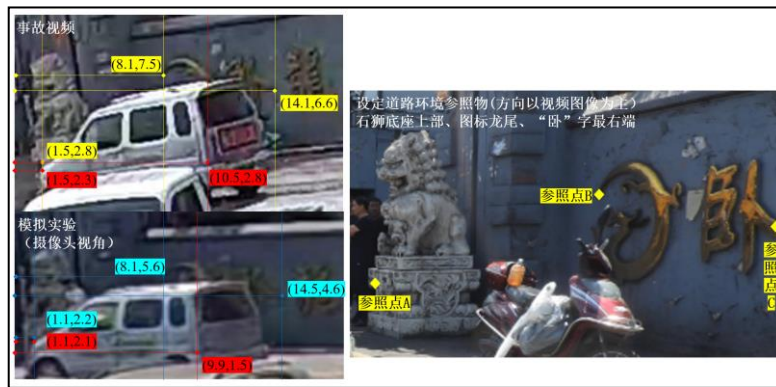 事故视频
(8.1,7.5)
(14.1,6.6)
(1.5,2.8)
(1.5,2.3)
(10.5,2.8)
模拟实验
(摄像头视角)
(8.1,5.6)
(14.5,4.6)
(1.1,2.2)
(1.1,2.1)
(9.9,1.5)
设定道路环境参照物(方向以视频图像为主)
石狮底座上部、图标龙尾、“卧”字最右端
参照点B
卧
参照点A
参照点C